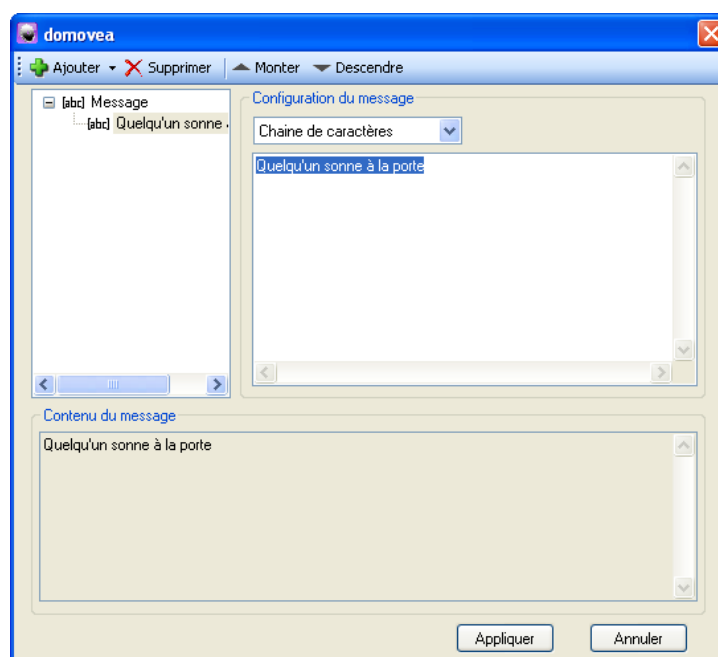 domovea
Ajouter Supprimer Monter Descendre
[abc] Message
[abc] Quelqu'un sonne
Configuration du message
Chaine de caractères
Quelqu'un sonne à la porte
Contenu du message
Quelqu'un sonne à la porte
Appliquer Annuler